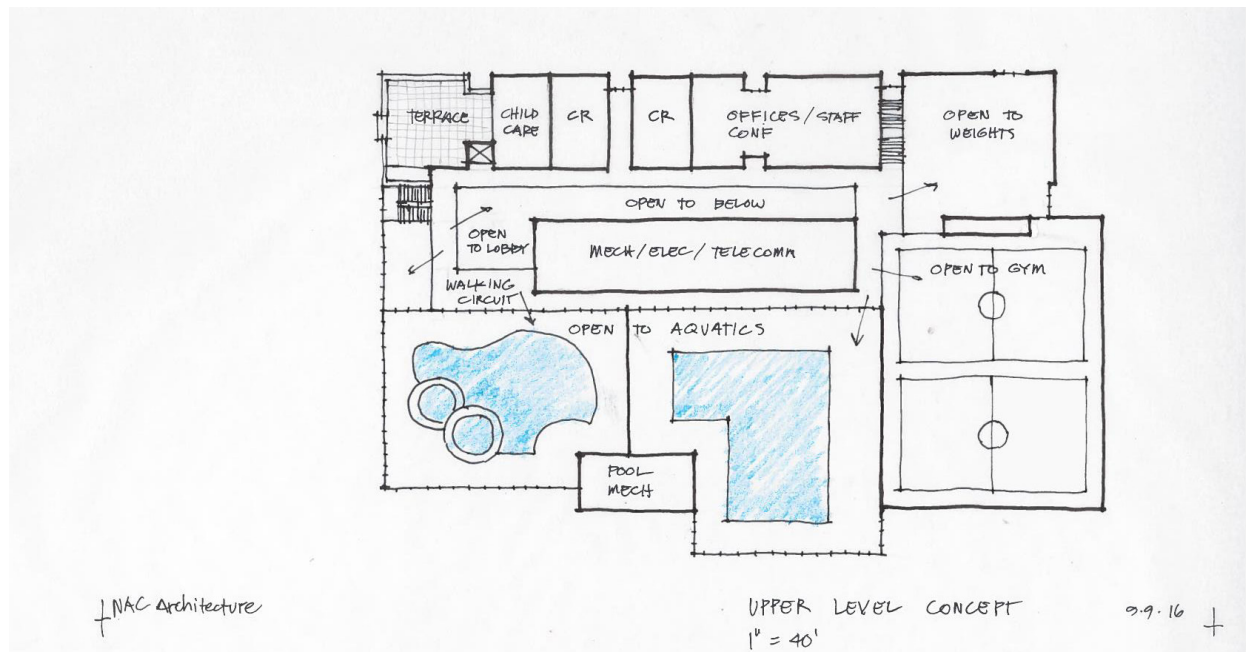 TERRACE
CHILD
CARE
CR
CR
OFFICES/STAFF
CONF
OPEN TO
WEIGHTS
OPEN TO BELOW
OPEN
TO LOBBY
MECH/ELEC/TELECOMM
WALKING
CIRCUIT
OPEN TO GYM
OPEN TO AQUATICS
POOL
MECH
NAC Architecture
UPPER LEVEL CONCEPT
1" = 40'
9.9.16